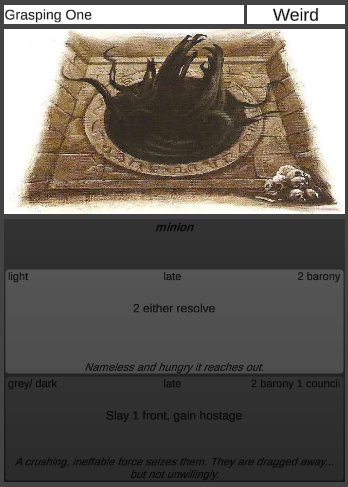 Grasping One
Weird
minion
light late 2 barony
2 either resolve
Nameless and hungry it reaches out.
grey/ dark late 2 barony 1 council
Slay 1 front, gain hostage
A crushing, ineffable force seizes them. They are dragged away...
but not unwillingly.